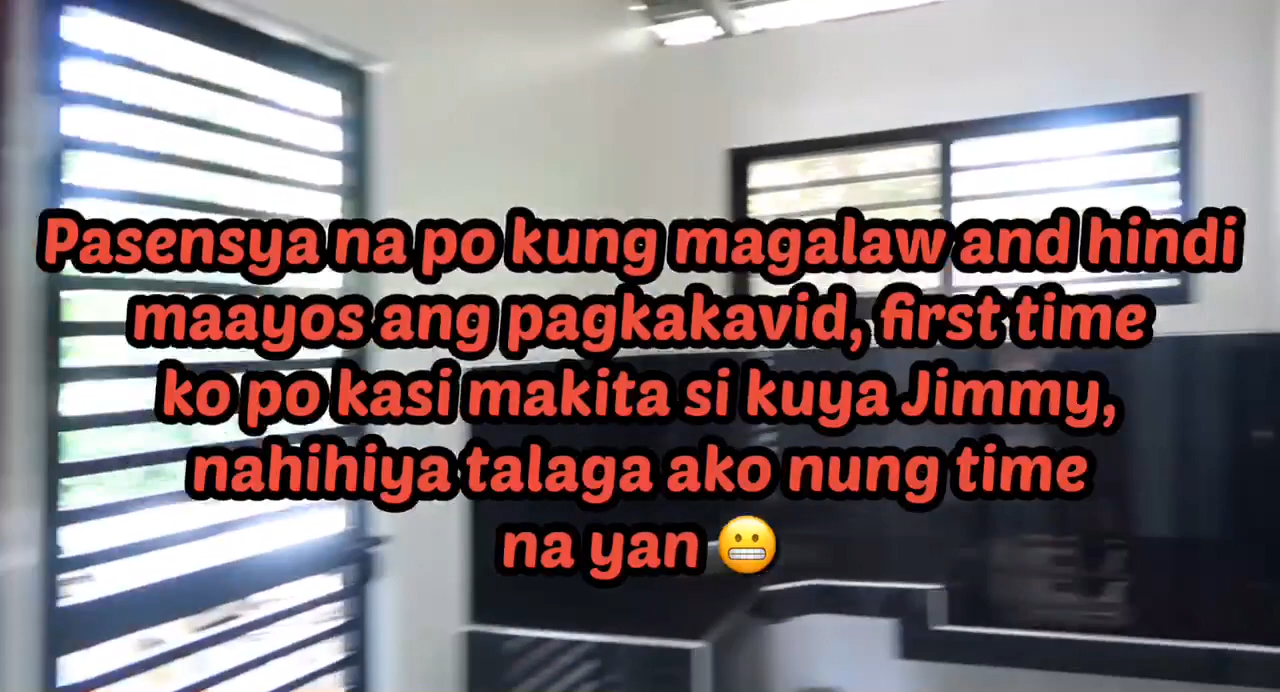 Pasensya na po kung magalaw and hindi
maayos ang pagkakavid, first time
ko po kasi makita si kuya Jimmy,
nahihiya talaga ako nung time
na yan 😬